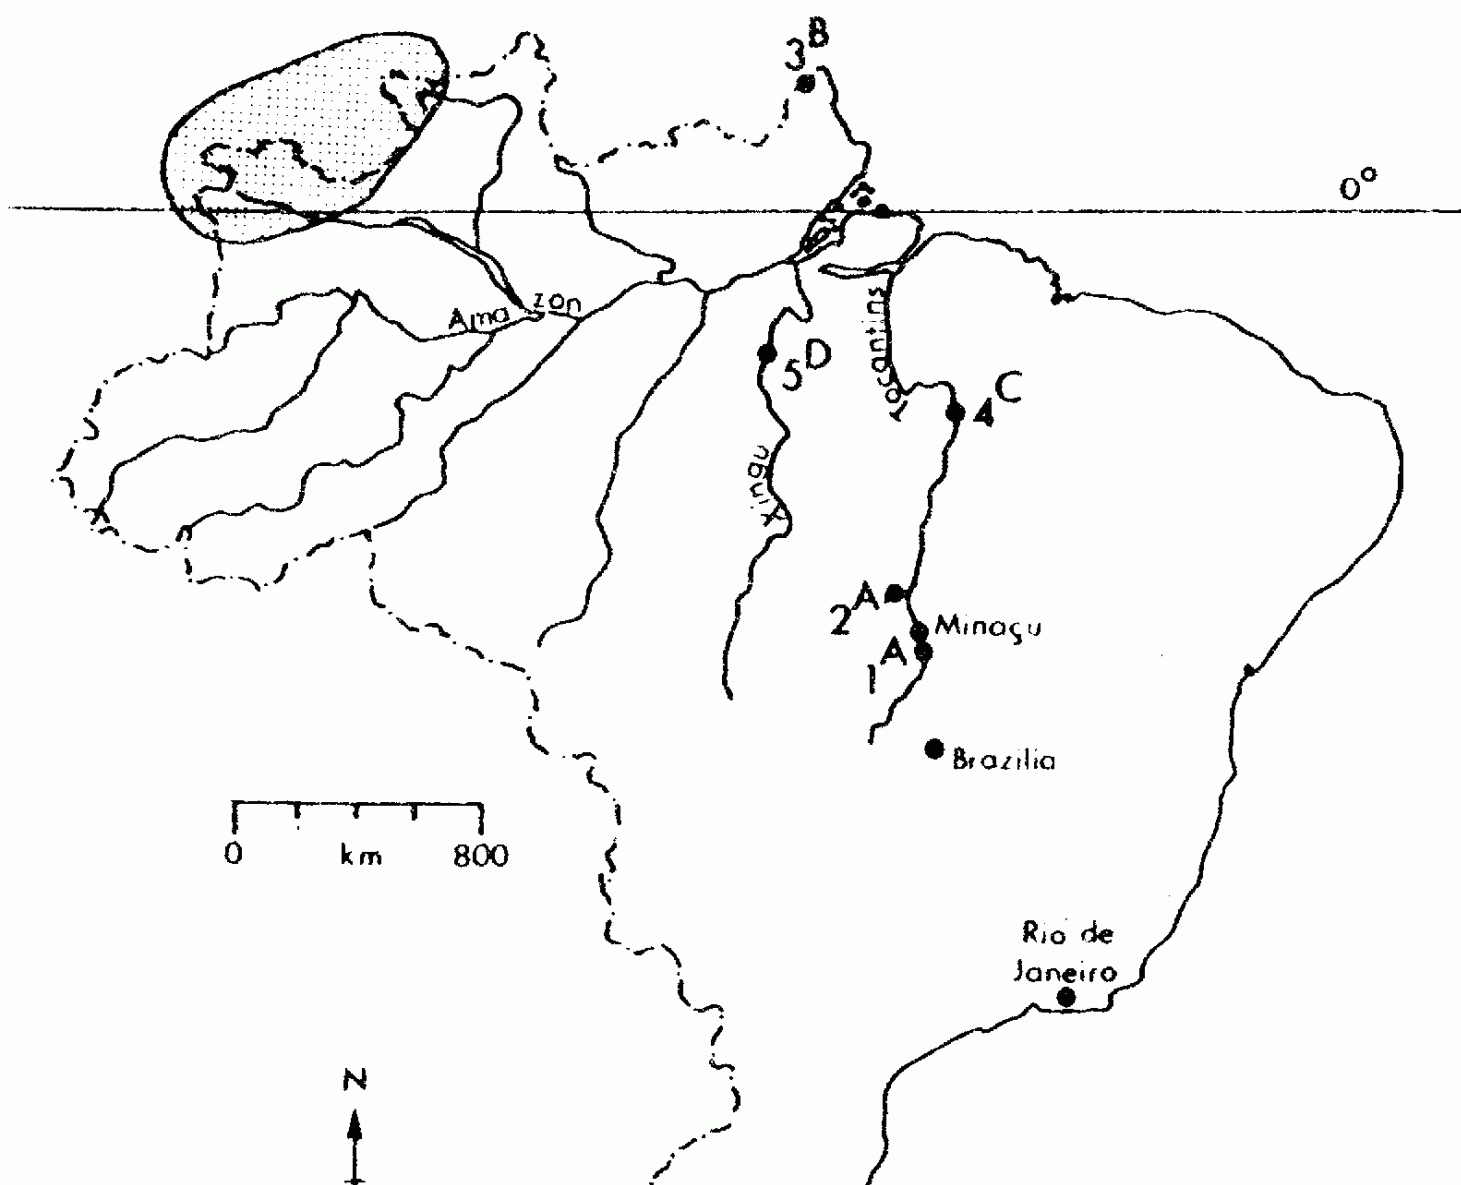 3B
0°
Amazon
Tocantins
5D
4C
Xingu
2A
Minaçu
1A
Brazilia
0 km 800
Rio de
Janeiro
N